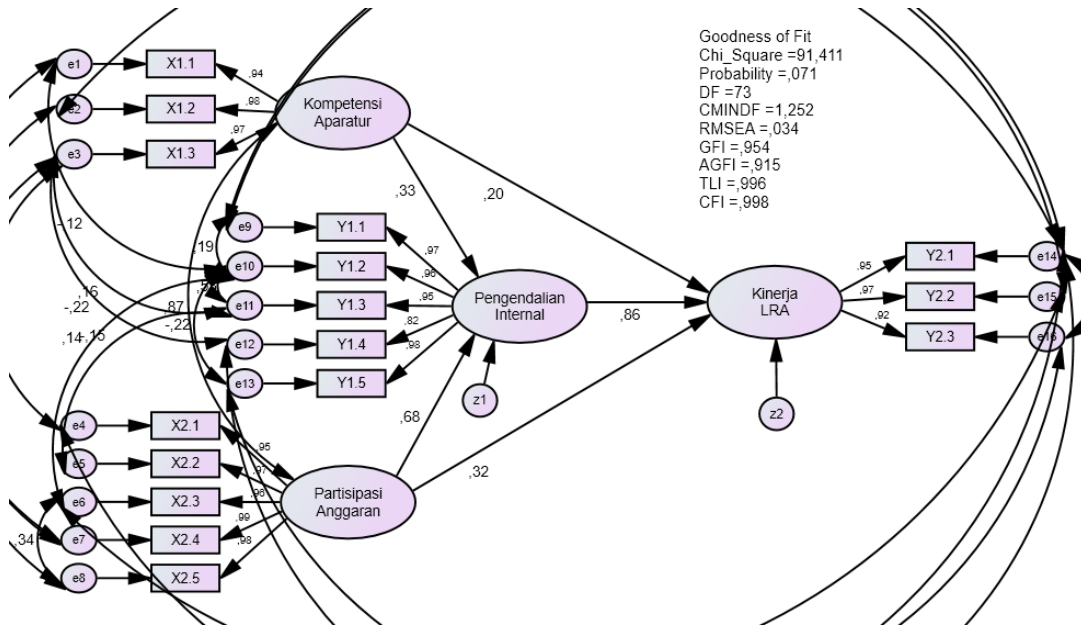 Goodness of Fit
Chi_Square =91,411
Probability =,071
DF =73
CMINDF=1,252
RMSEA =,034
GFI =,954
AGFI =,915
TLI =,996
CFI =,998
e1
X1.1
,94
e2
X1.2
,98
e3
X1.3
,97
Kompetensi
Aparatur
,33
,20
-,12
e9
Y1.1
,97
,19
e10
Y1.2
,96
e11
Y1.3
,95
e12
Y1.4
,82
e13
Y1.5
,98
,16
-,22
,87
-,22
,14
-,15
Pengendalian
Internal
z1
,86
Kinerja
LRA
z2
,95
Y2.1
e14
,97
Y2.2
e15
,92
Y2.3
e16
,68
,32
e4
X2.1
,95
e5
X2.2
,97
e6
X2.3
,96
e7
X2.4
,99
e8
X2.5
,98
,34
Partisipasi
Anggaran